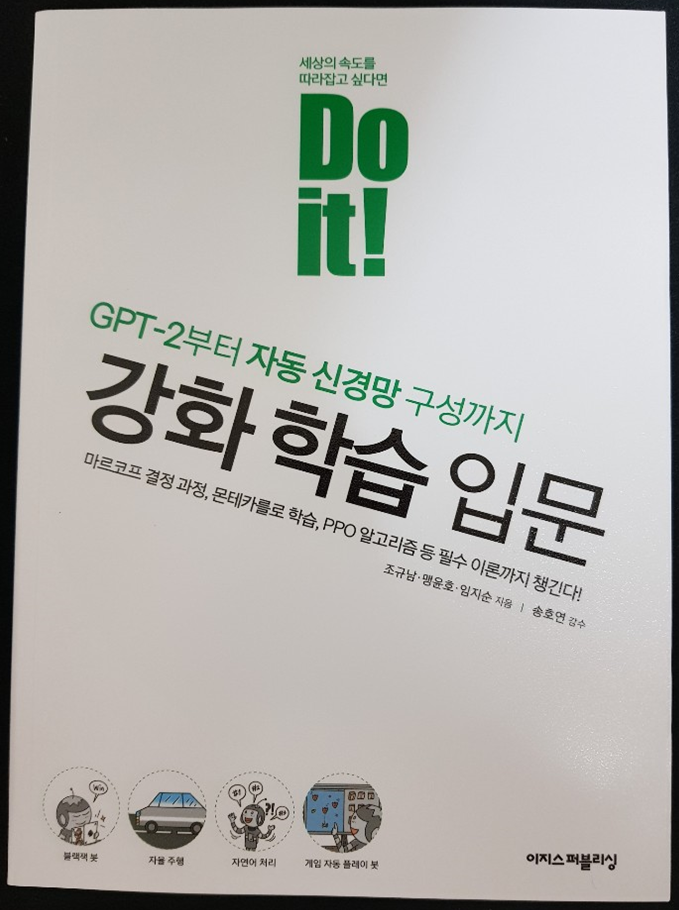 세상의 속도를
따라잡고 싶다면
Do
it!
GPT-2부터 자동 신경망 구성까지
강화 학습 입문
마르코프 결정 과정, 몬테카를로 학습, PPO 알고리즘 등 필수 이론까지 챙긴다!
조규남·맹윤호·임지순 지음 | 송호연 감수
Win
#1 #2
?! #3
블랙잭 봇
자율 주행
자연어 처리
게임 자동 플레이 봇
이지스퍼블리싱